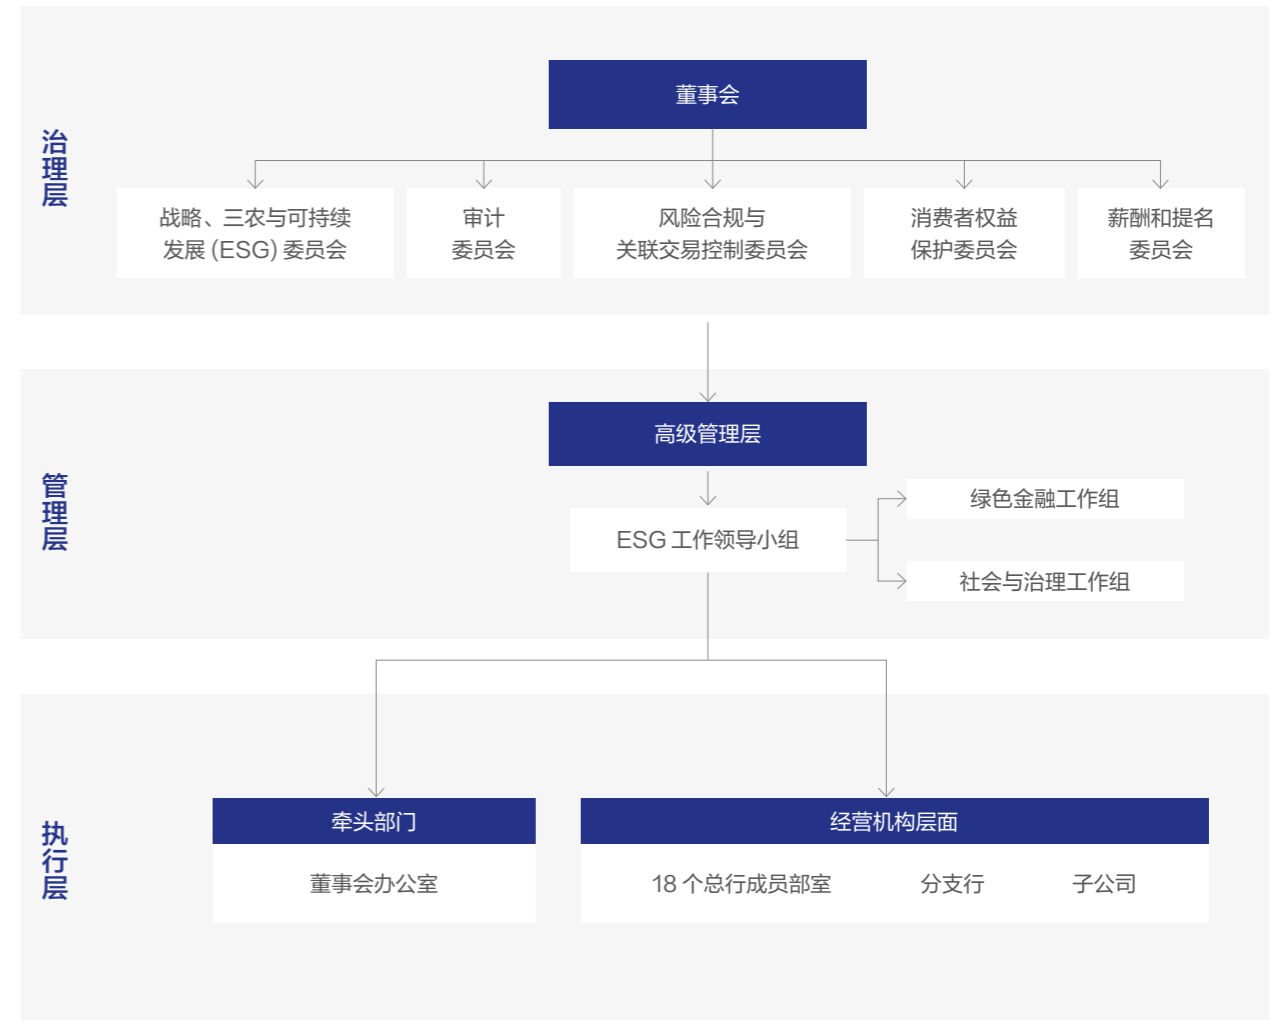 治理层
董事会
战略、三农与可持续
发展 (ESG) 委员会
审计
委员会
风险合规与
关联交易控制委员会
消费者权益
保护委员会
薪酬和提名
委员会
管理层
高级管理层
ESG 工作领导小组
绿色金融工作组
社会与治理工作组
执行层
牵头部门
董事会办公室
经营机构层面
18 个总行成员部室
分支行
子公司